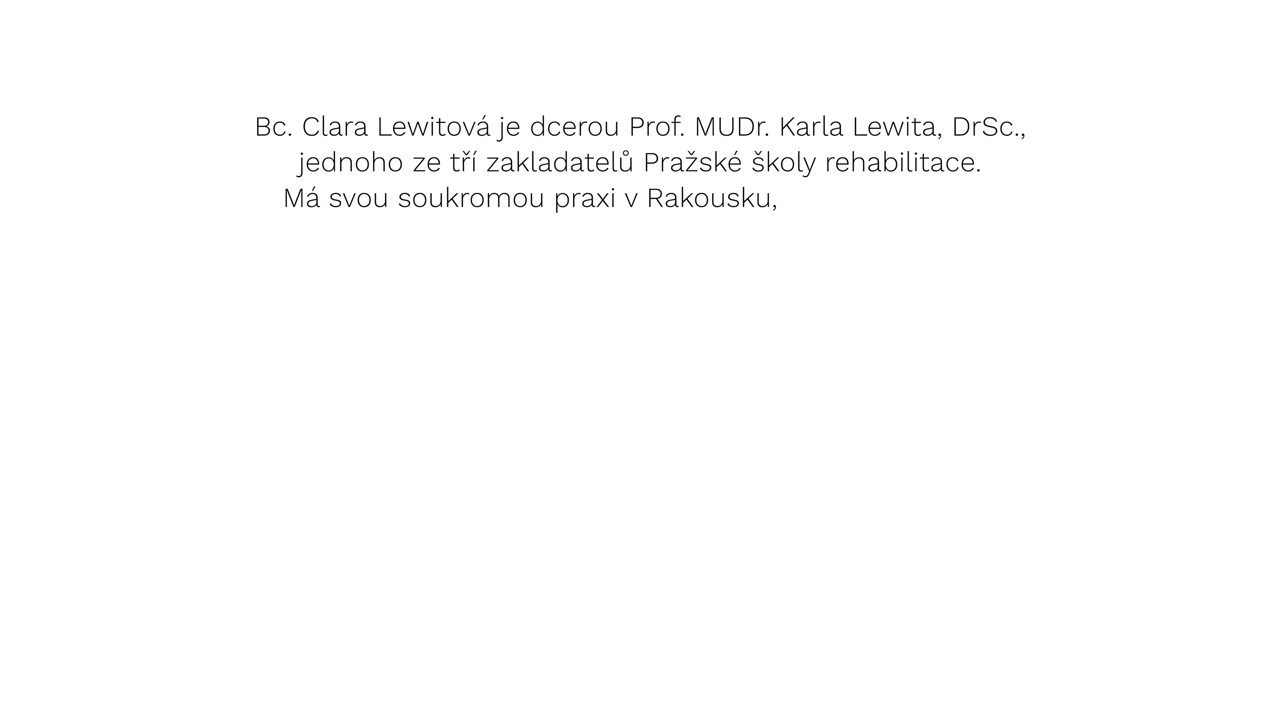 Bc. Clara Lewitová je dcerou Prof. MUDr. Karla Lewita, DrSc.,
jednoho ze tří zakladatelů Pražské školy rehabilitace.
Má svou soukromou praxi v Rakousku,